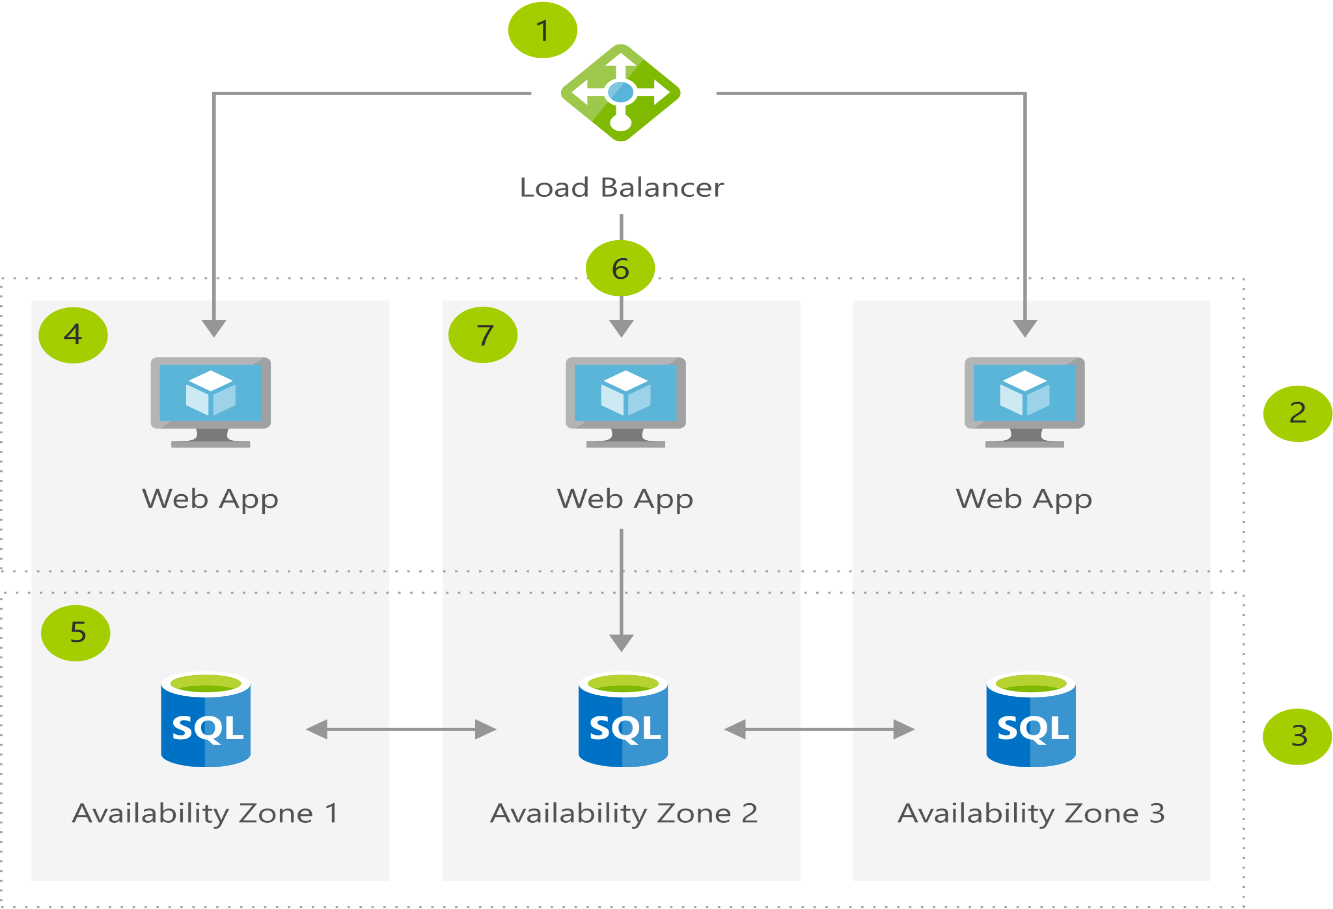 1
Load Balancer
6
4
7
2
Web App
Web App
Web App
5
SQL
SQL
SQL
3
Availability Zone 1
Availability Zone 2
Availability Zone 3